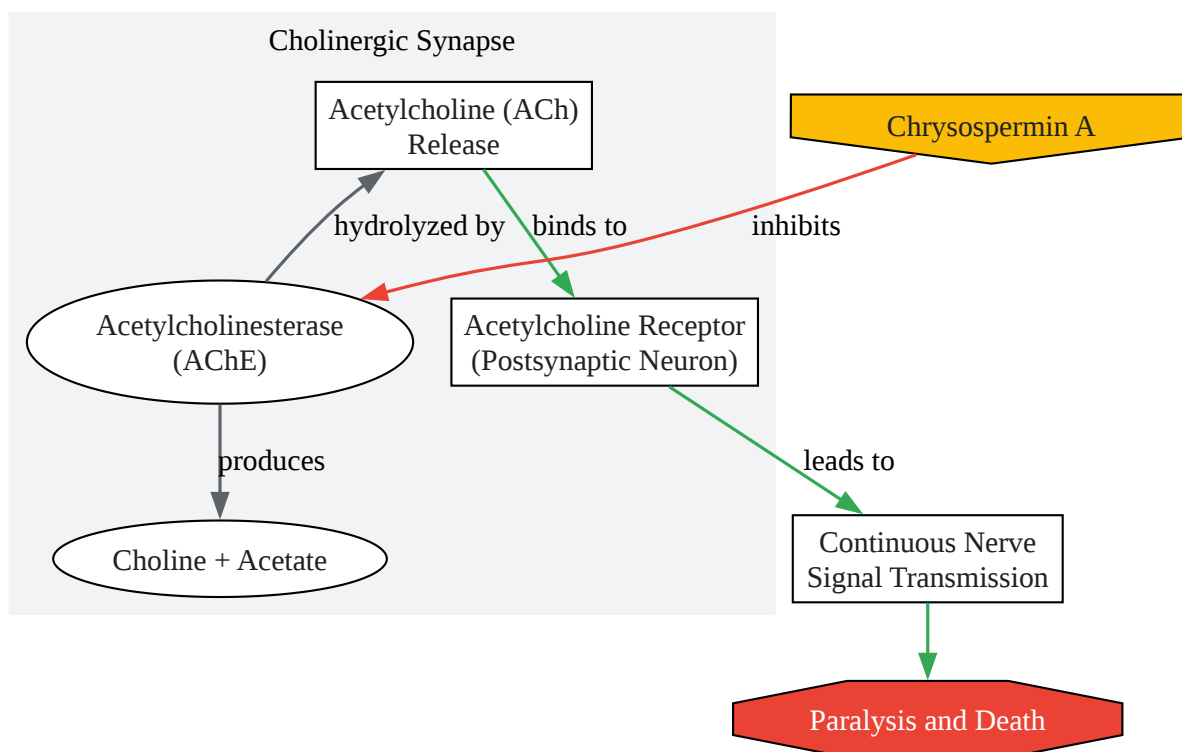 Cholinergic Synapse
Acetylcholine (ACh)
Release
Chrysospermin A
hydrolyzed by
binds to
inhibits
Acetylcholinesterase
(AChE)
Acetylcholine Receptor
(Postsynaptic Neuron)
produces
leads to
Choline + Acetate
Continuous Nerve
Signal Transmission
Paralysis and Death